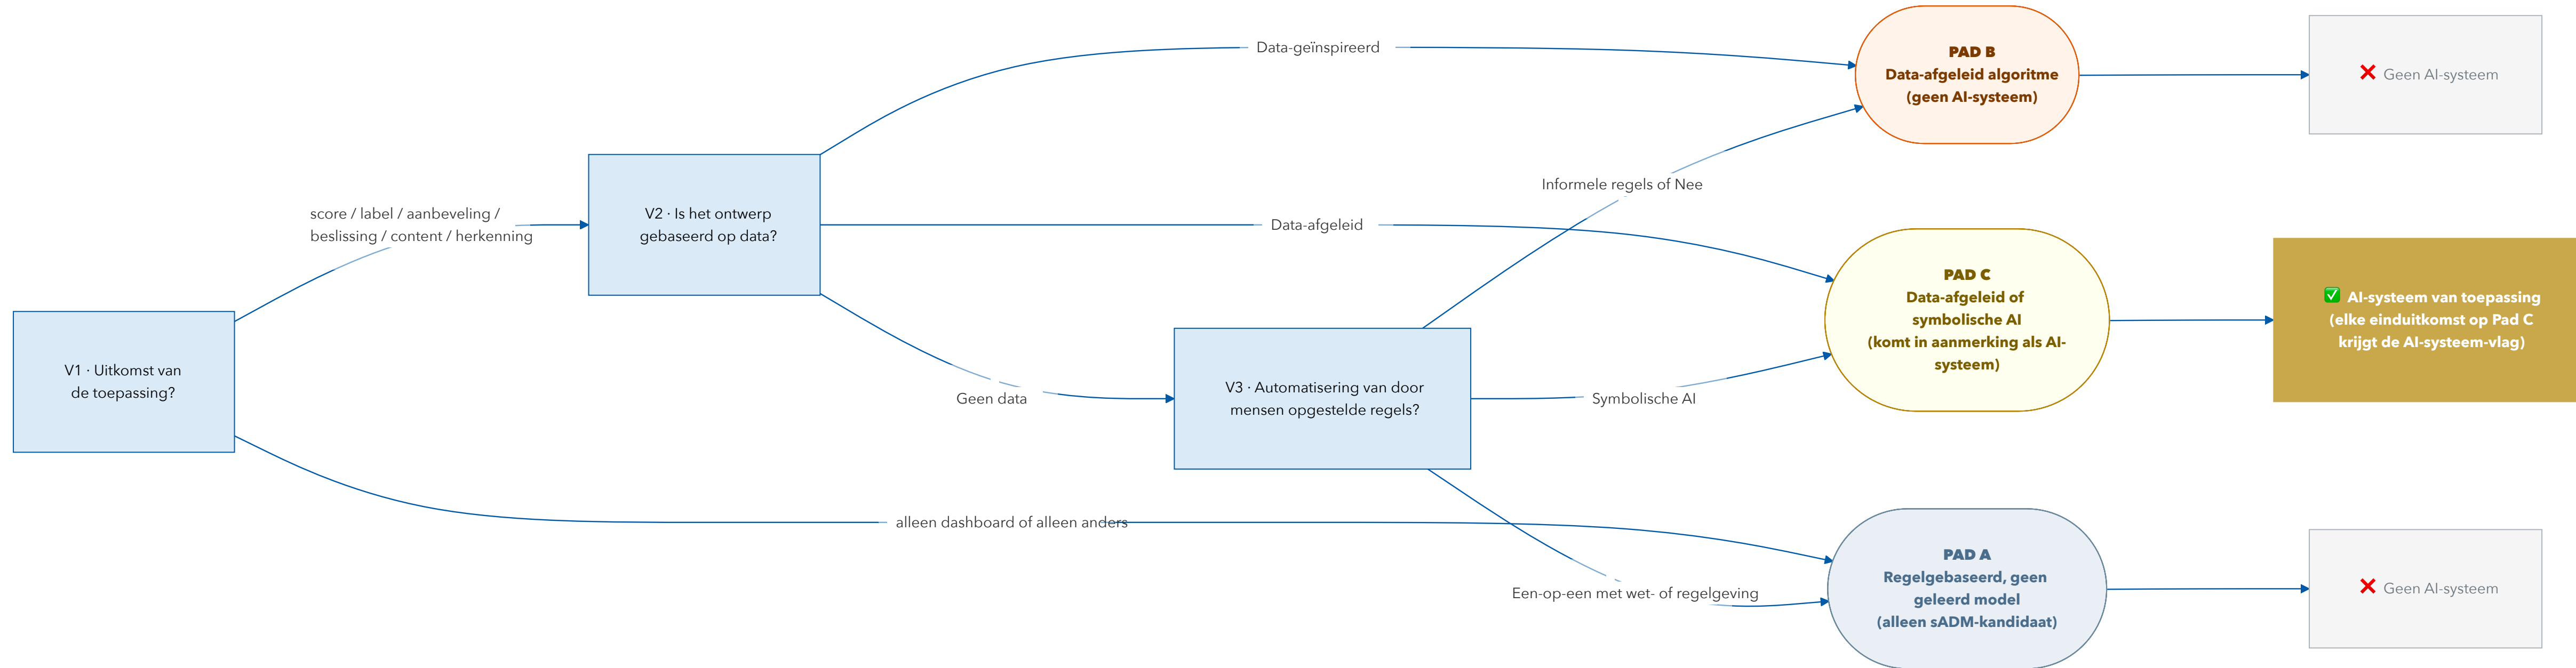 V1 · Uitkomst van
de toepassing?
score / label / aanbeveling /
beslissing / content / herkenning
alleen dashboard of alleen anders
V2 · Is het ontwerp
gebaseerd op data?
Data-geïnspireerd
Data-afgeleid
Geen data
V3 · Automatisering van door
mensen opgestelde regels?
Informele regels of Nee
Symbolische AI
Een-op-een met wet- of regelgeving
PAD B
Data-afgeleid algoritme
(geen AI-systeem)
❌ Geen AI-systeem
PAD C
Data-afgeleid of
symbolische AI
(komt in aanmerking als AI-
systeem)
✅ AI-systeem van toepassing
(elke einduitkomst op Pad C
krijgt de AI-systeem-vlag)
PAD A
Regelgebaseerd, geen
geleerd model
(alleen sADM-kandidaat)
❌ Geen AI-systeem